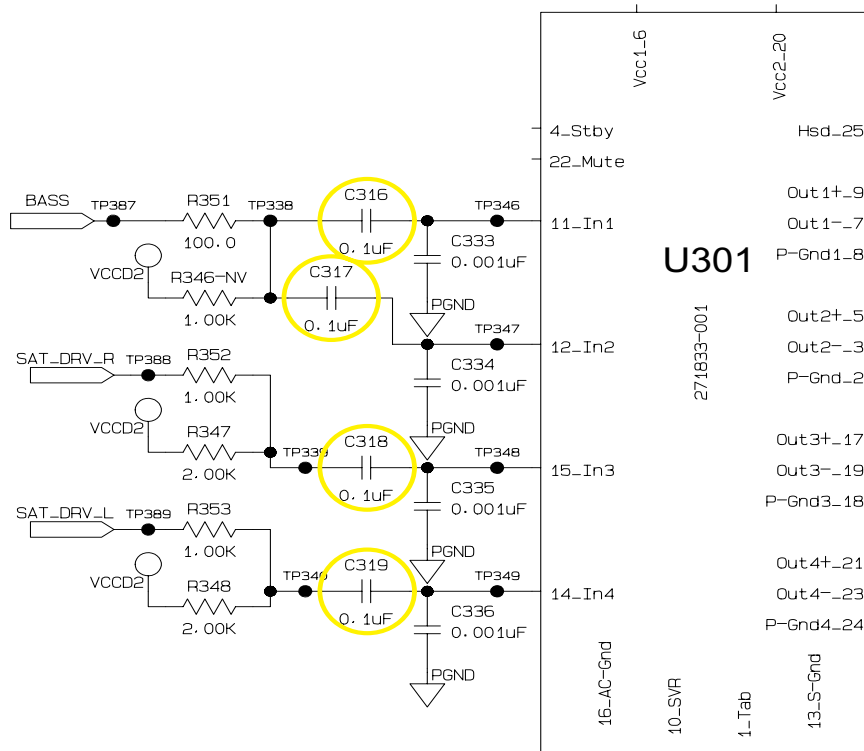 Vcc1_6
Vcc2_20
4_Stby
Hsd_25
22_Mute
BASS
TP387
R351
100.0
TP338
C316
0.1uF
TP346
11_In1
Out1+_9
Out1-_7
P-Gnd1_8
U301
271833-001
C333
0.001uF
PGND
VCCD2
R346-NV
1.00K
C317
0.1uF
TP347
12_In2
Out2+_5
Out2-_3
P-Gnd_2
C334
0.001uF
PGND
SAT_DRV_R
TP388
R352
1.00K
VCCD2
R347
2.00K
TP339
C318
0.1uF
TP348
15_In3
Out3+_17
Out3-_19
P-Gnd3_18
C335
0.001uF
PGND
SAT_DRV_L
TP389
R353
1.00K
VCCD2
R348
2.00K
TP340
C319
0.1uF
TP349
14_In4
Out4+_21
Out4-_23
P-Gnd4_24
C336
0.001uF
PGND
16_AC-Gnd
10_SVR
1_Tab
13_S-Gnd